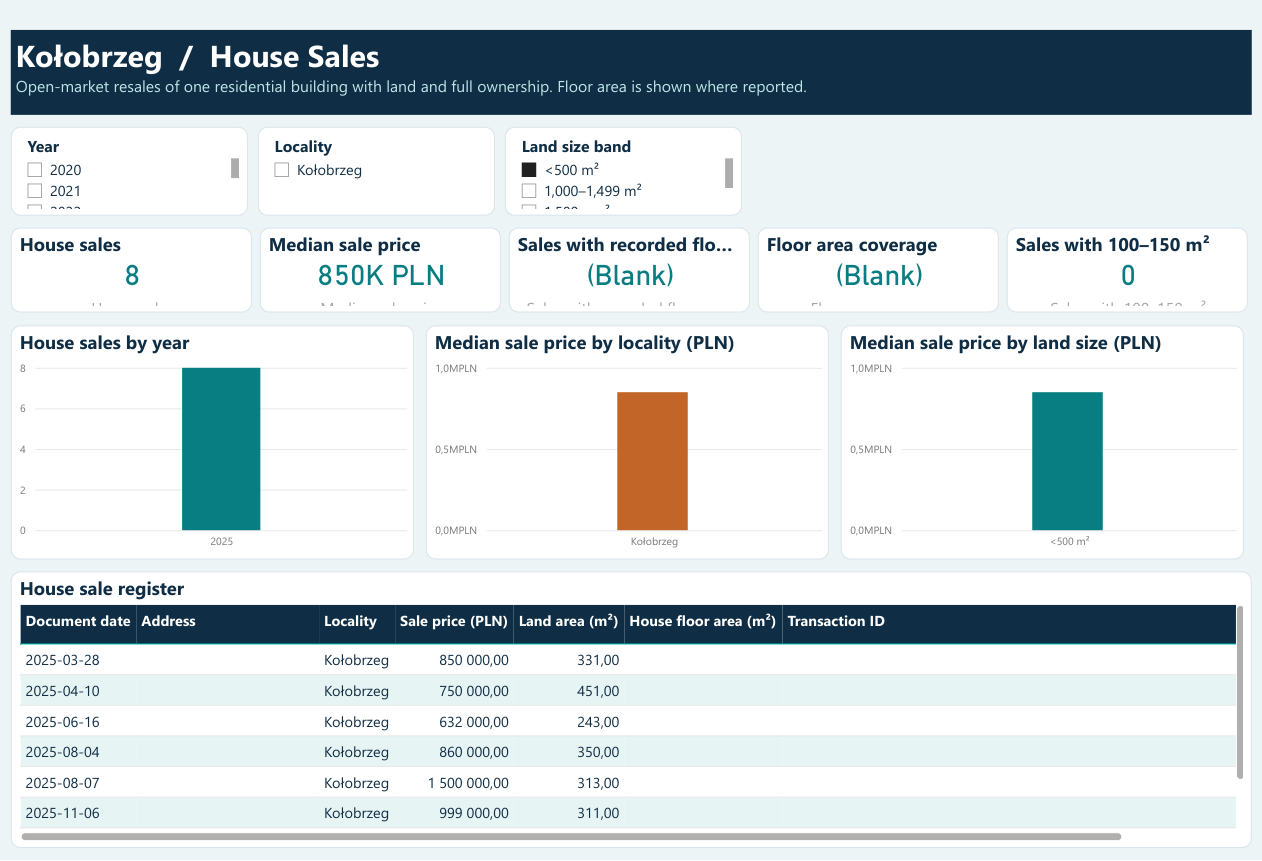 Kołobrzeg / House Sales
Open-market resales of one residential building with land and full ownership. Floor area is shown where reported.
Year
2020
2021
Locality
Kołobrzeg
Land size band
<500 m²
1,000–1,499 m²
House sales
8
Median sale price
850K PLN
Sales with recorded flo...
(Blank)
Floor area coverage
(Blank)
Sales with 100–150 m²
0
House sales by year
8
6
4
2
0
2025
Median sale price by locality (PLN)
1,0MPLN
0,5MPLN
0,0MPLN
Kołobrzeg
Median sale price by land size (PLN)
1,0MPLN
0,5MPLN
0,0MPLN
<500 m²
House sale register
Document date Address Locality Sale price (PLN) Land area (m²) House floor area (m²) Transaction ID
2025-03-28 Kołobrzeg 850 000,00 331,00
2025-04-10 Kołobrzeg 750 000,00 451,00
2025-06-16 Kołobrzeg 632 000,00 243,00
2025-08-04 Kołobrzeg 860 000,00 350,00
2025-08-07 Kołobrzeg 1 500 000,00 313,00
2025-11-06 Kołobrzeg 999 000,00 311,00